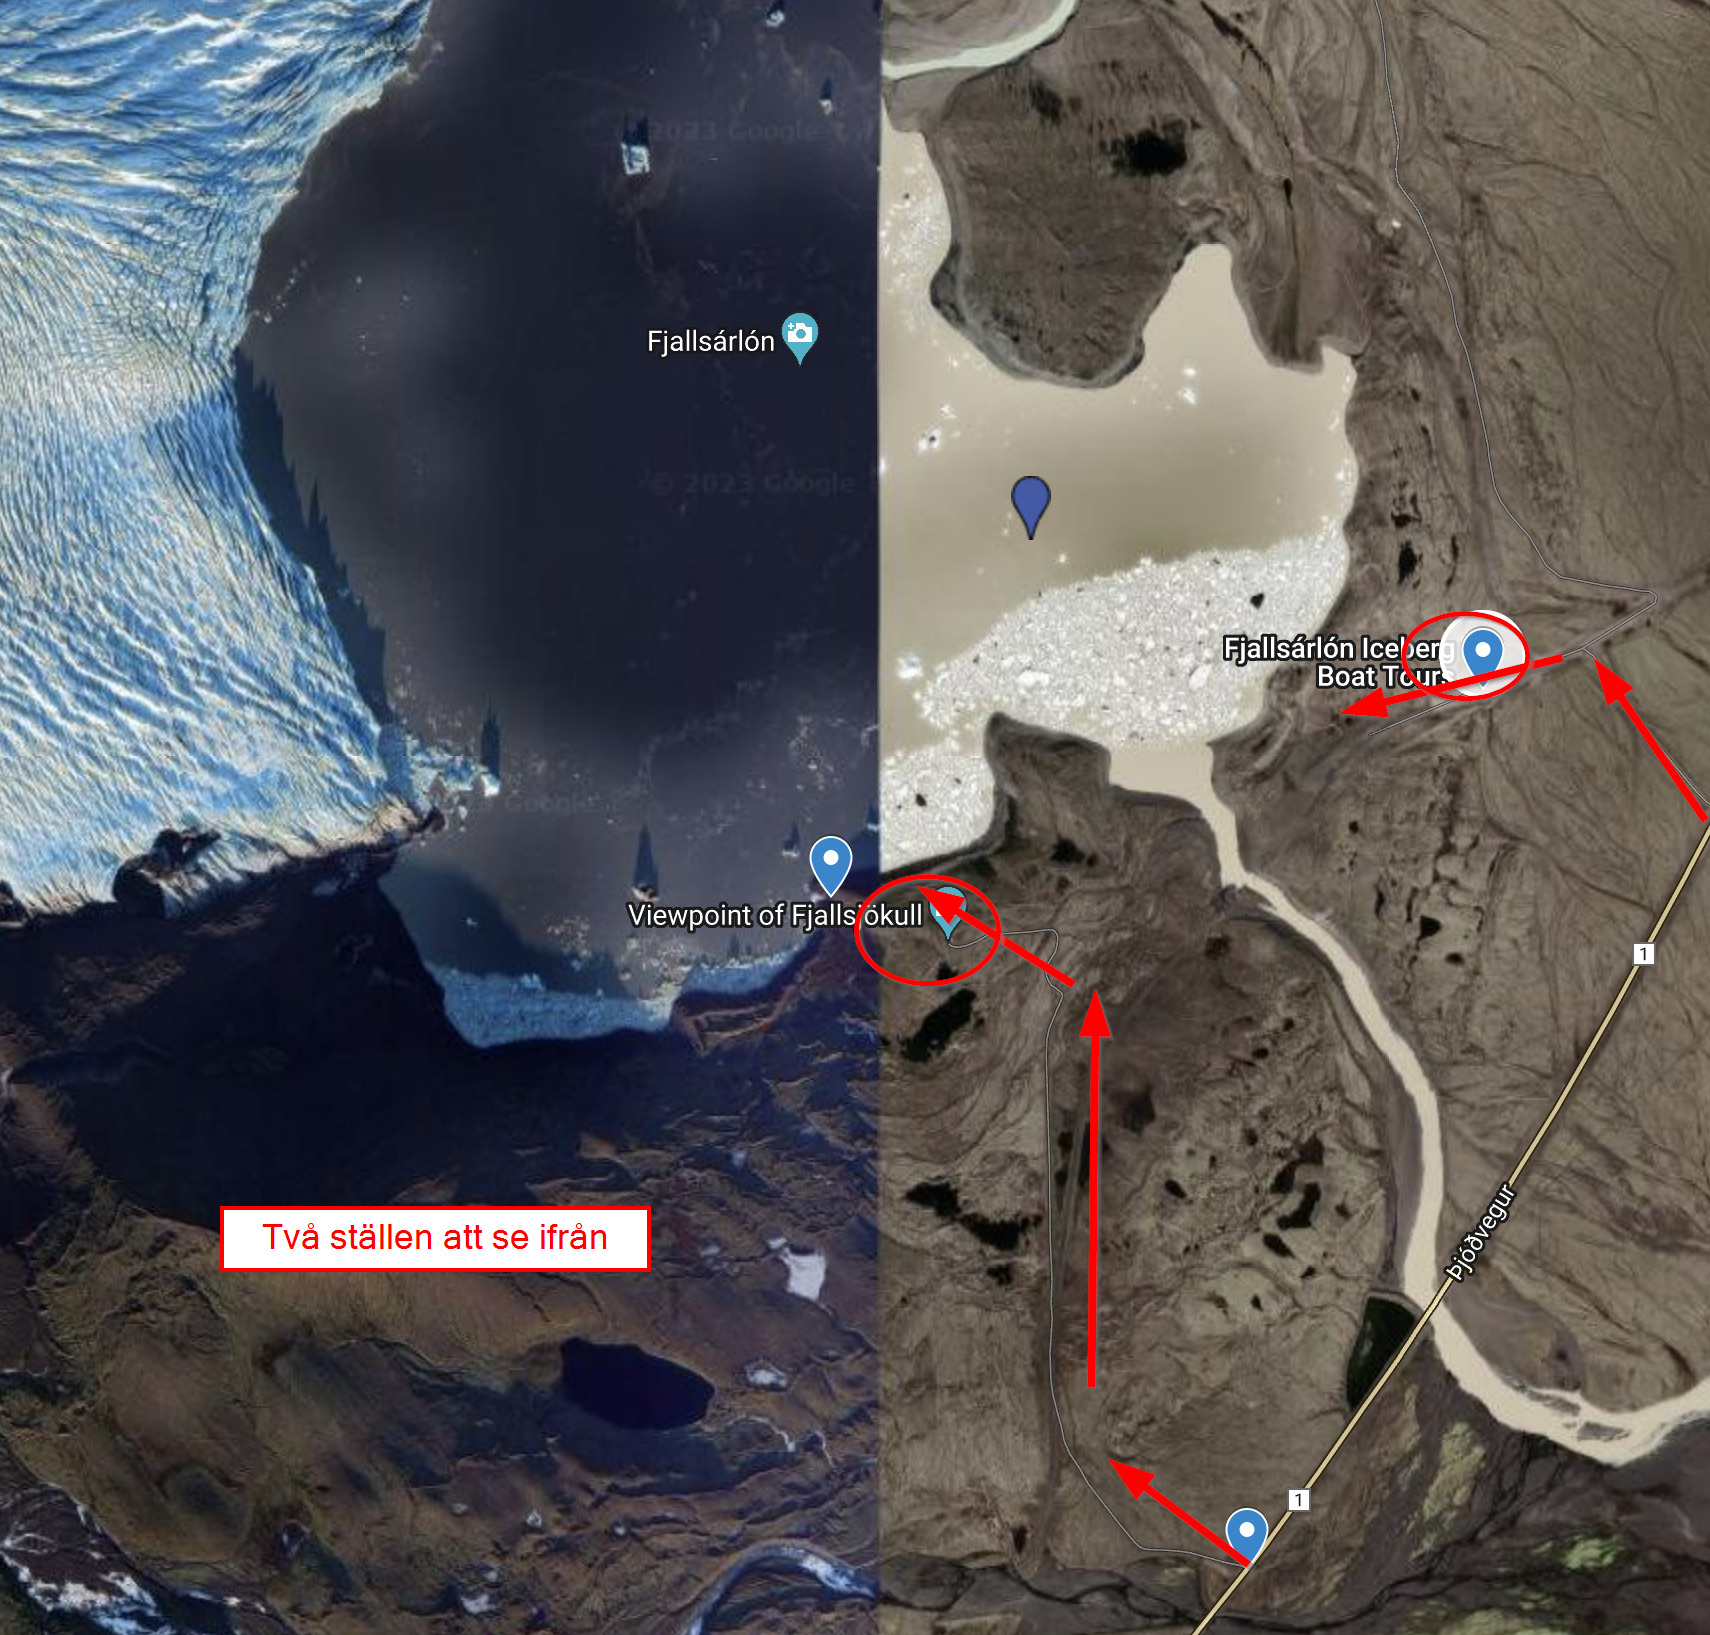 2023 Google
Fjallsárlón
© 2023 Google
Fjallsárlón Iceberg
Boat Tours
Google
Viewpoint of Fjallsjökull
1
Två ställen att se ifrån
Þjóðvegur
1